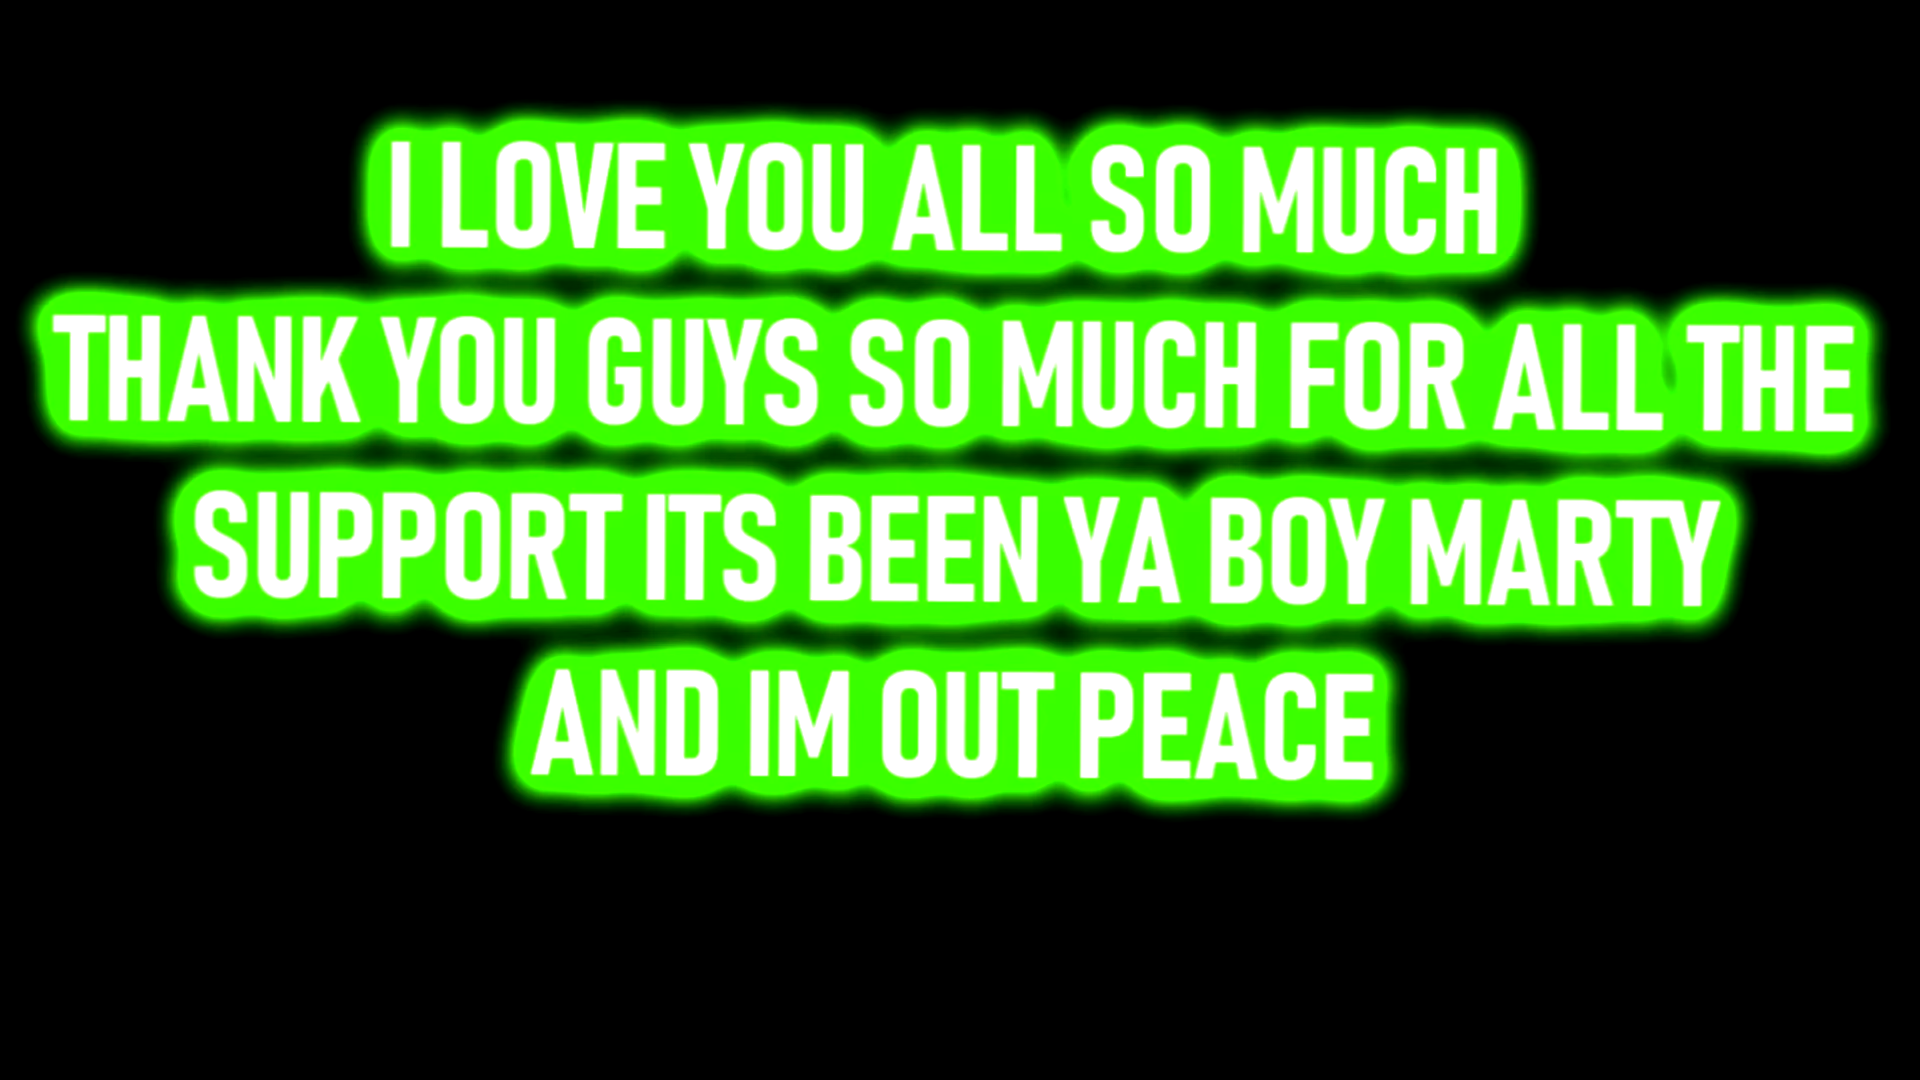 I LOVE YOU ALL SO MUCH
THANK YOU GUYS SO MUCH FOR ALL THE
SUPPORT ITS BEEN YA BOY MARTY
AND IM OUT PEACE